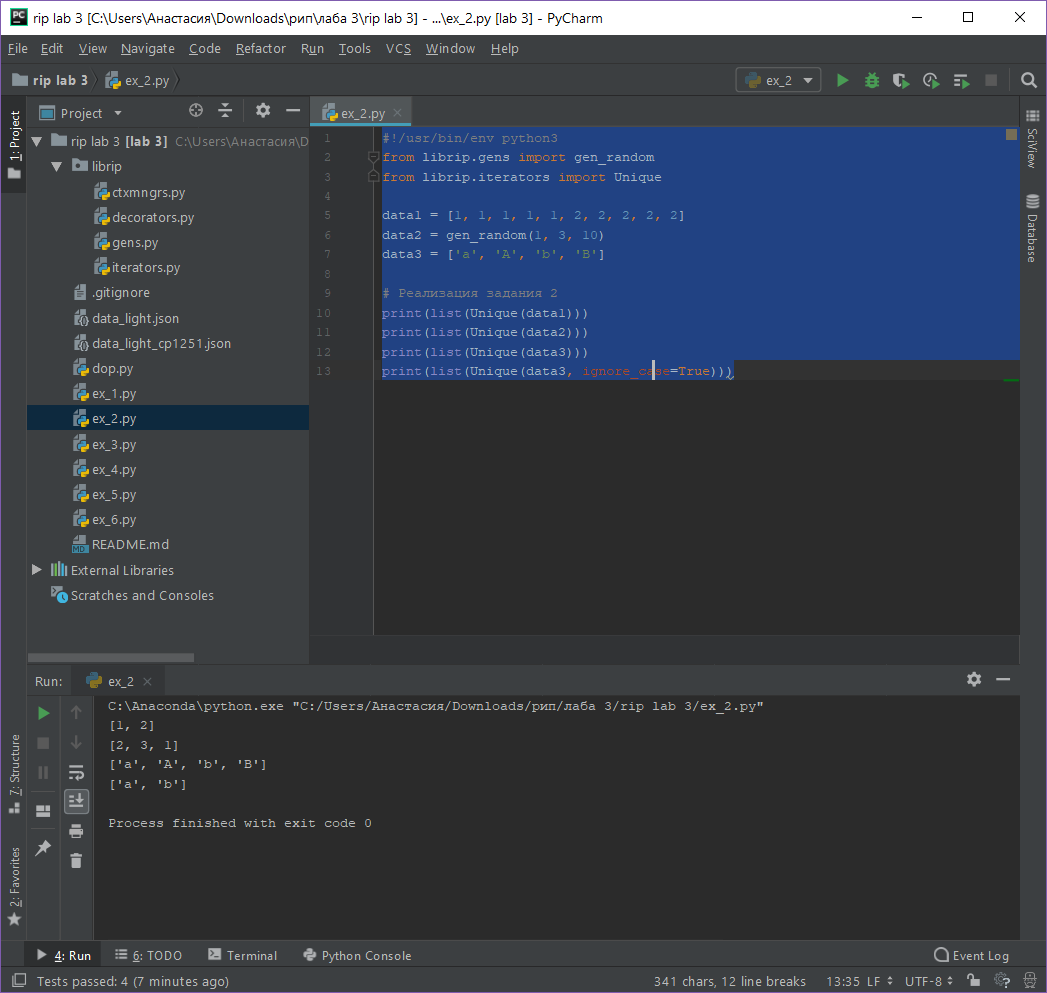 rip lab 3 [C:\Users\Анастасия\Downloads\рип\лаба 3\rip lab 3] - ...\ex_2.py [lab 3] - PyCharm
File Edit View Navigate Code Refactor Run Tools VCS Window Help
rip lab 3 ex_2.py ex_2
1: Project
Project
ex_2.py
rip lab 3 [lab 3] C:\Users\Анастасия\D
librip
ctxmngrs.py
decorators.py
gens.py
iterators.py
.gitignore
data_light.json
data_light_cp1251.json
dop.py
ex_1.py
ex_2.py
ex_3.py
ex_4.py
ex_5.py
ex_6.py
README.md
External Libraries
Scratches and Consoles
1 #!/usr/bin/env python3
2 from librip.gens import gen_random
3 from librip.iterators import Unique
4
5 data1 = [1, 1, 1, 1, 1, 2, 2, 2, 2, 2]
6 data2 = gen_random(1, 3, 10)
7 data3 = ['a', 'A', 'b', 'B']
8
9 # Реализация задания 2
10 print(list(Unique(data1)))
11 print(list(Unique(data2)))
12 print(list(Unique(data3)))
13 print(list(Unique(data3, ignore_case=True)))
SciView
Database
Run: ex_2
C:\Anaconda\python.exe "C:/Users/Анастасия/Downloads/рип/лаба 3/rip lab 3/ex_2.py"
[1, 2]
[2, 3, 1]
['a', 'A', 'b', 'B']
['a', 'b']
Process finished with exit code 0
7: Structure
2: Favorites
4: Run 6: TODO Terminal Python Console Event Log
Tests passed: 4 (7 minutes ago) 341 chars, 12 line breaks 13:35 LF UTF-8